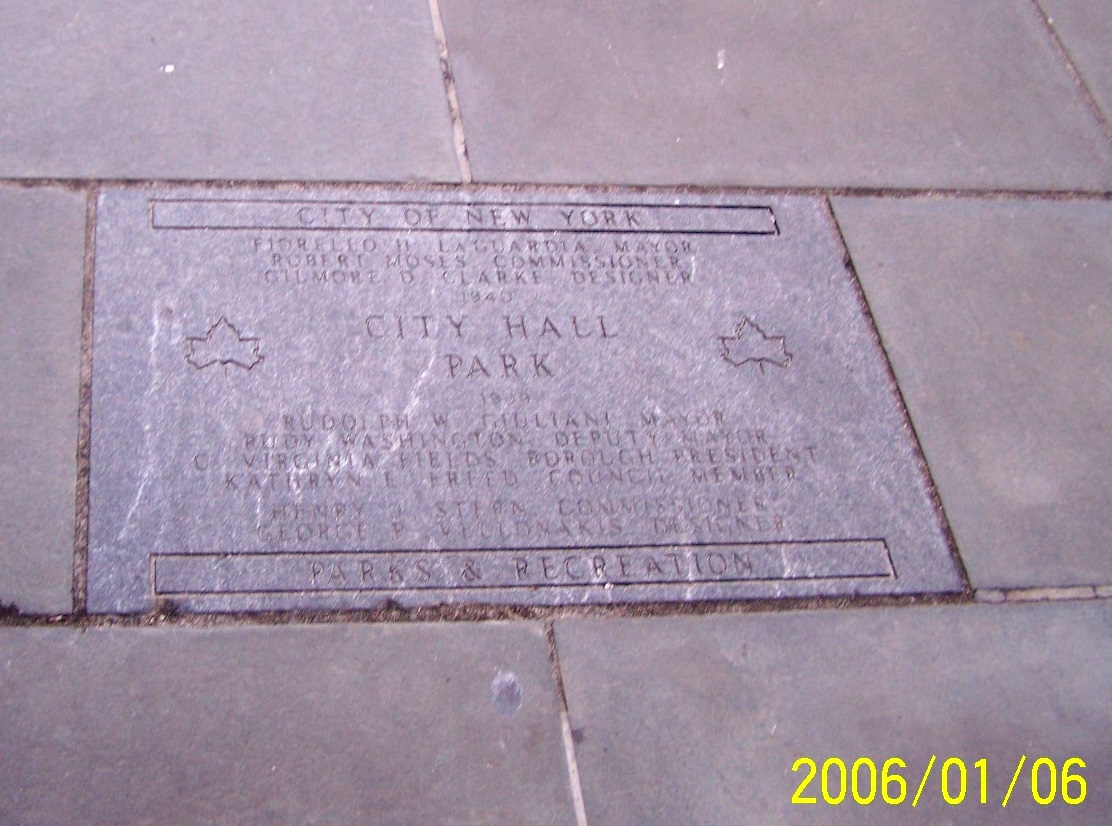 CITY OF NEW YORK
FIORELLO H. LAGUARDIA MAYOR
ROBERT MOSES COMMISSIONER
GILMORE D. CLARKE DESIGNER
1940
CITY HALL
PARK
1999
RUDOLPH W. GIULIANI MAYOR
RUDY WASHINGTON DEPUTY MAYOR
C. VIRGINIA FIELDS BOROUGH PRESIDENT
KATHRYN E. FREED COUNCIL MEMBER
HENRY J. STERN COMMISSIONER
GEORGE P. VELLONAKIS DESIGNER
PARKS & RECREATION
2006/01/06